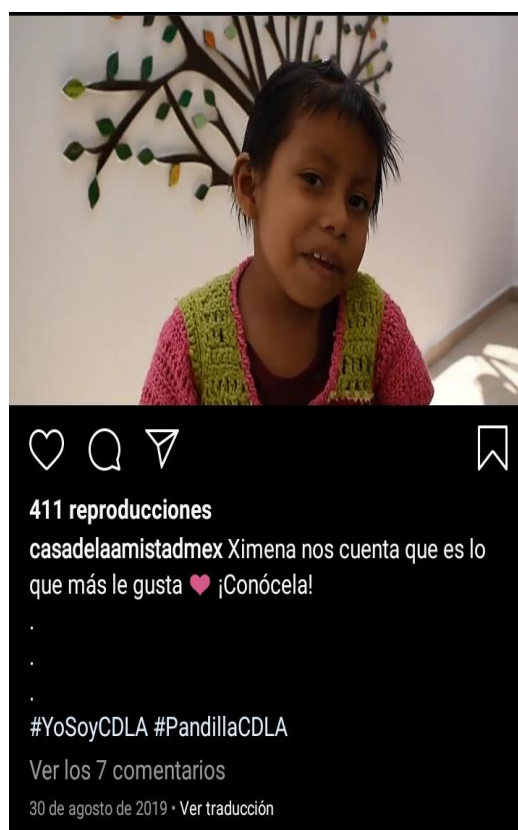 411 reproducciones
casadelaamistadmex Ximena nos cuenta que es lo
que más le gusta 💗 ¡Conócela!
.
.
.
#YoSoyCDLA #PandillaCDLA
Ver los 7 comentarios
30 de agosto de 2019 • Ver traducción